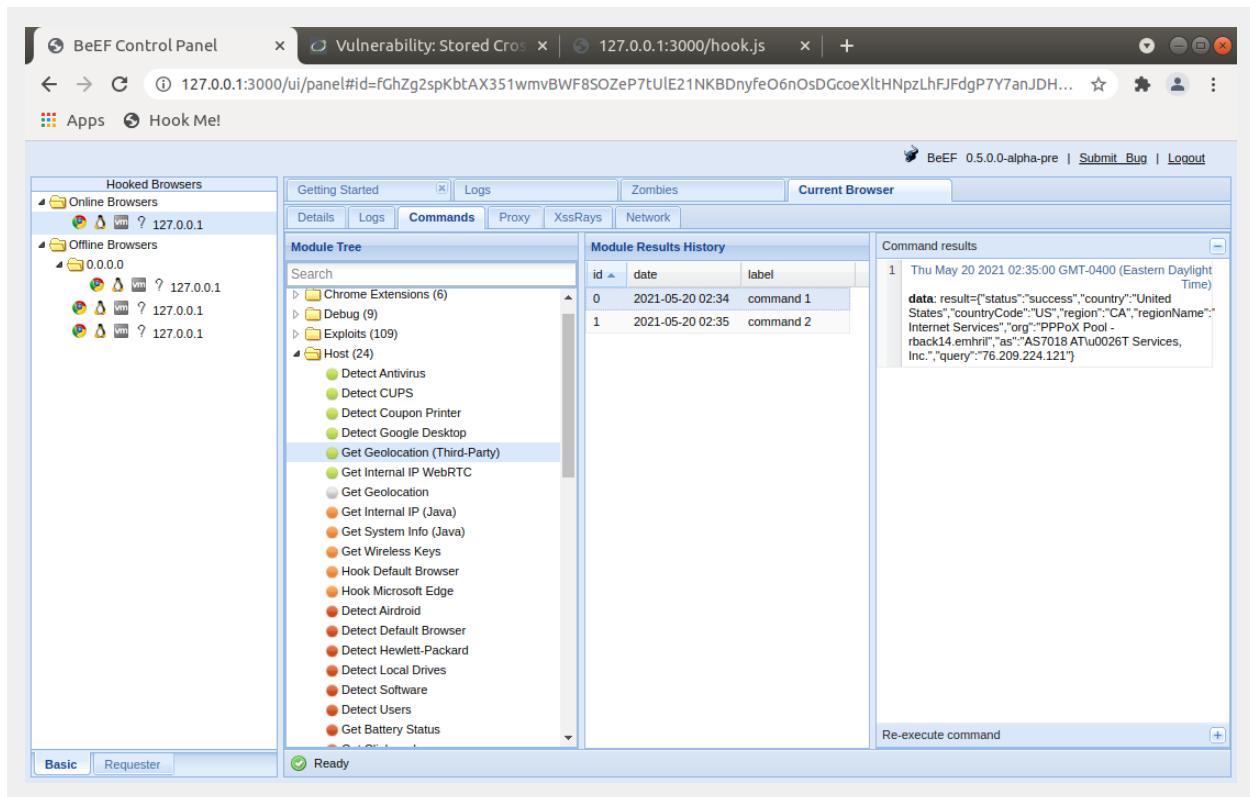 BeEF Control Panel
Vulnerability: Stored Cros
127.0.0.1:3000/hook.js
127.0.0.1:3000/ui/panel#id=fGhZg2spKbtAX351wmvBWF8SOZeP7tUlE21NKBDnyfeO6nOsDGcoeXltHNpzLhFJFdgP7Y7anJDH...
Apps
Hook Me!
BeEF 0.5.0.0-alpha-pre | Submit Bug | Logout
Hooked Browsers
Online Browsers
vm ? 127.0.0.1
Offline Browsers
0.0.0.0
vm ? 127.0.0.1
vm ? 127.0.0.1
vm ? 127.0.0.1
Basic
Requester
Getting Started
Logs
Zombies
Current Browser
Details
Logs
Commands
Proxy
XssRays
Network
Module Tree
Search
Chrome Extensions (6)
Debug (9)
Exploits (109)
Host (24)
Detect Antivirus
Detect CUPS
Detect Coupon Printer
Detect Google Desktop
Get Geolocation (Third-Party)
Get Internal IP WebRTC
Get Geolocation
Get Internal IP (Java)
Get System Info (Java)
Get Wireless Keys
Hook Default Browser
Hook Microsoft Edge
Detect Airdroid
Detect Default Browser
Detect Hewlett-Packard
Detect Local Drives
Detect Software
Detect Users
Get Battery Status
Module Results History
id date label
0 2021-05-20 02:34 command 1
1 2021-05-20 02:35 command 2
Command results
1 Thu May 20 2021 02:35:00 GMT-0400 (Eastern Daylight
Time)
data: result={"status":"success","country":"United
States","countryCode":"US","region":"CA","regionName":"
Internet Services","org":"PPPoX Pool -
rback14.emhril","as":"AS7018 AT\u0026T Services,
Inc.","query":"76.209.224.121"}
Re-execute command
Ready